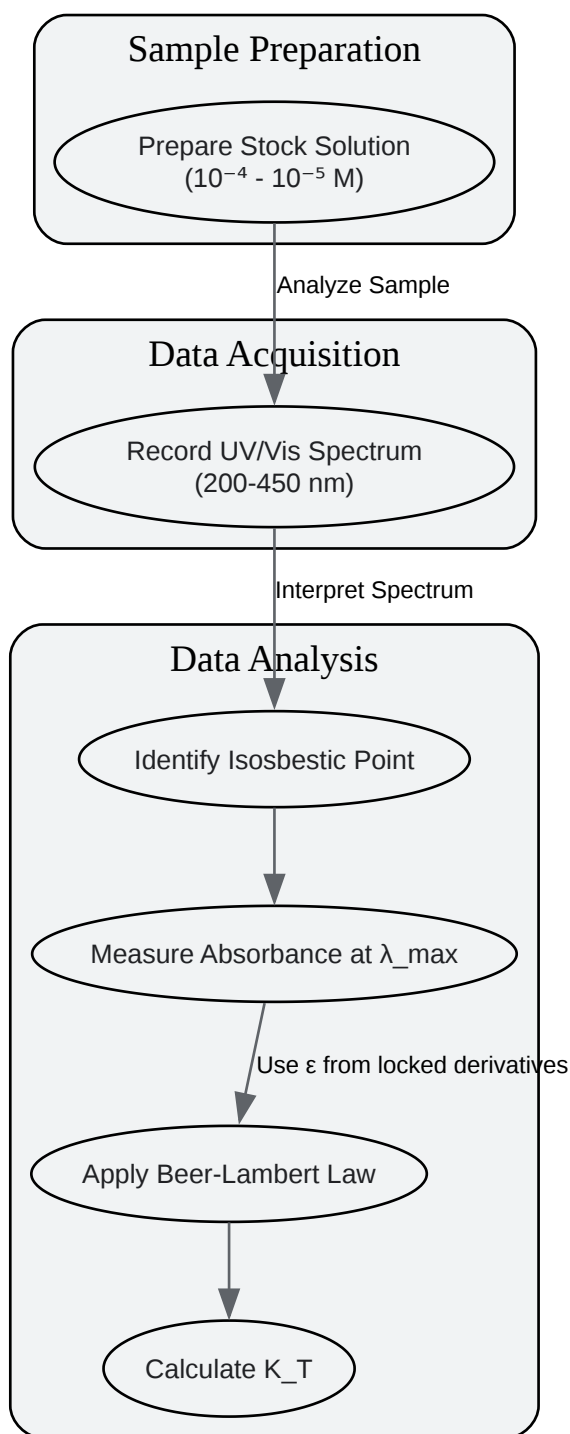 Sample Preparation
Prepare Stock Solution
(10⁻⁴ - 10⁻⁵ M)
Analyze Sample
Data Acquisition
Record UV/Vis Spectrum
(200-450 nm)
Interpret Spectrum
Data Analysis
Identify Isosbestic Point
Measure Absorbance at λ_max
Use ε from locked derivatives
Apply Beer-Lambert Law
Calculate K_T